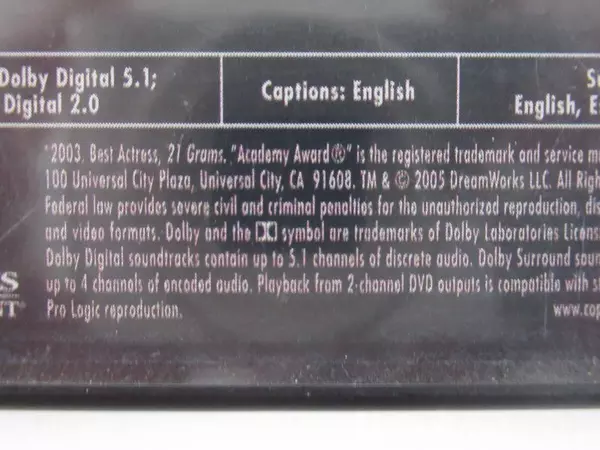 Dolby Digital 5.1;
Digital 2.0
Captions: English
Su
English, E
*2003. Best Actress, 21 Grams. "Academy Award®" is the registered trademark and service ma
100 Universal City Plaza, Universal City, CA 91608. TM & © 2005 DreamWorks LLC. All Righ
Federal law provides severe civil and criminal penalties for the unauthorized reproduction, dis
and video formats. Dolby and the DD symbol are trademarks of Dolby Laboratories Licens
Dolby Digital soundtracks contain up to 5.1 channels of discrete audio. Dolby Surround soun
up to 4 channels of encoded audio. Playback from 2-channel DVD outputs is compatible with st
Pro Logic reproduction.
www.cop
S
NT®